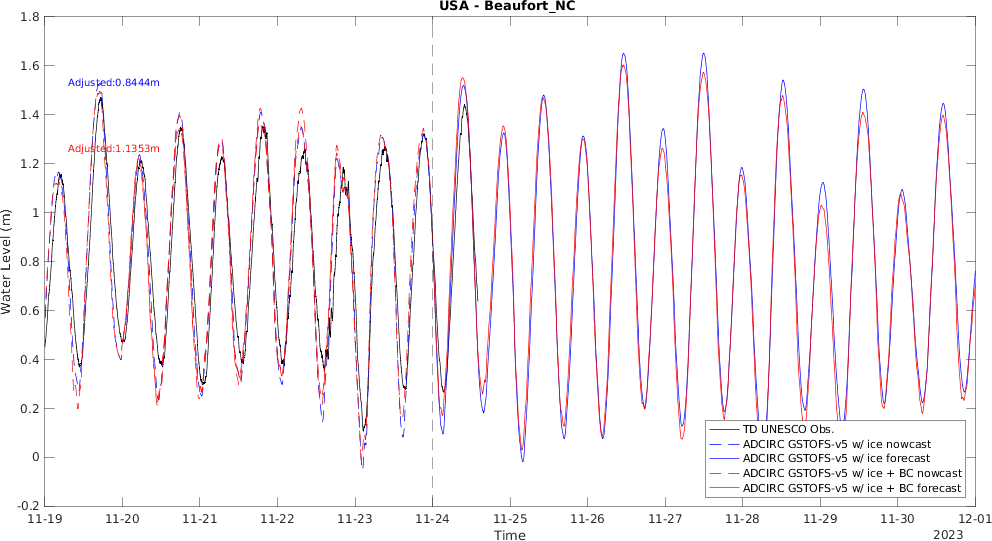 USA - Beaufort_NC
1.8
1.6
1.4
1.2
1
0.8
0.6
0.4
0.2
0
-0.2
Water Level (m)
Adjusted:0.8444m
Adjusted:1.1353m
TD UNESCO Obs.
ADCIRC GSTOFS-v5 w/ ice nowcast
ADCIRC GSTOFS-v5 w/ ice forecast
ADCIRC GSTOFS-v5 w/ ice + BC nowcast
ADCIRC GSTOFS-v5 w/ ice + BC forecast
11-19 11-20 11-21 11-22 11-23 11-24 11-25 11-26 11-27 11-28 11-29 11-30 12-01
Time
2023